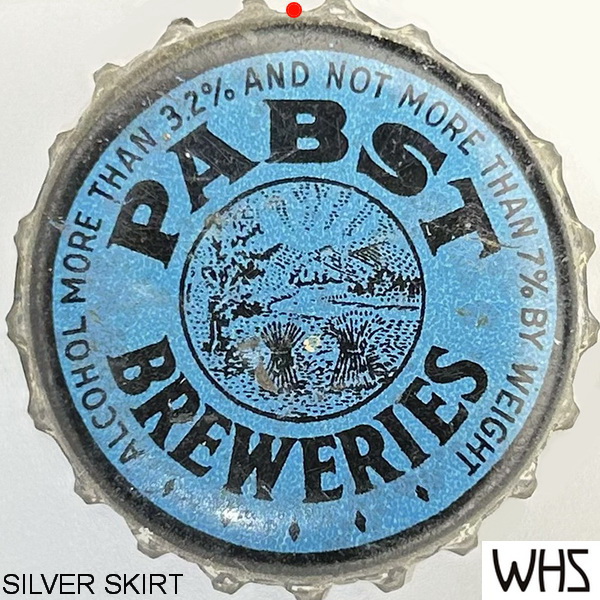 ALCOHOL MORE THAN 3.2% AND NOT MORE THAN 7% BY WEIGHT
PABST
BREWERIES
SILVER SKIRT
WHS